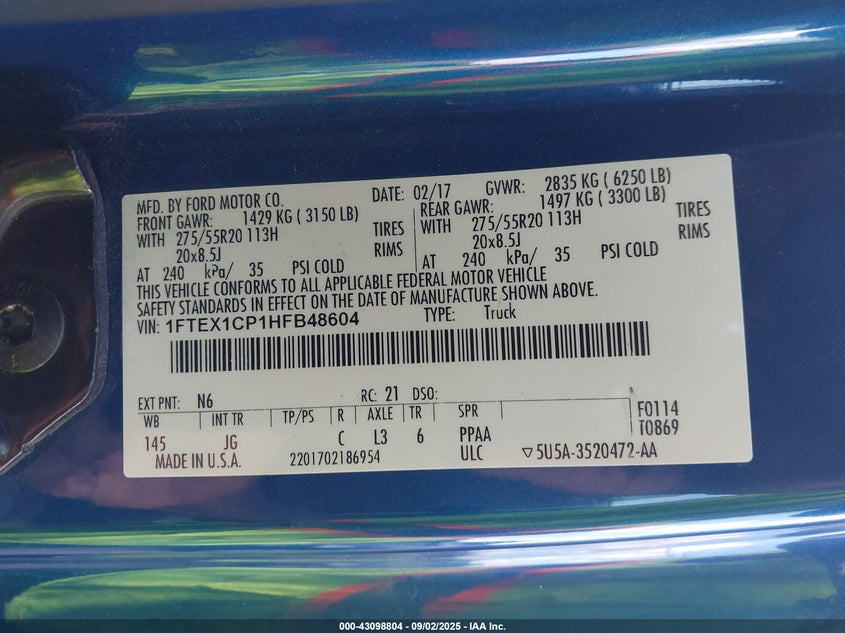 MFD. BY FORD MOTOR CO. DATE: 02/17 GVWR: 2835 KG ( 6250 LB)
FRONT GAWR: 1429 KG ( 3150 LB) REAR GAWR: 1497 KG ( 3300 LB)
WITH 275/55R20 113H TIRES WITH 275/55R20 113H TIRES
20x8.5J RIMS 20x8.5J RIMS
AT 240 kPa/ 35 PSI COLD AT 240 kPa/ 35 PSI COLD
THIS VEHICLE CONFORMS TO ALL APPLICABLE FEDERAL MOTOR VEHICLE
SAFETY STANDARDS IN EFFECT ON THE DATE OF MANUFACTURE SHOWN ABOVE.
VIN: 1FTEX1CP1HFB48604 TYPE: Truck
EXT PNT: N6 RC: 21 DSO:
WB INT TR TP/PS R AXLE TR SPR F0114
145 JG C L3 6 PPAA T0869
MADE IN U.S.A. 2201702186954 ULC ▽5U5A-3520472-AA
000-43098804 - 09/02/2025 - IAA Inc.